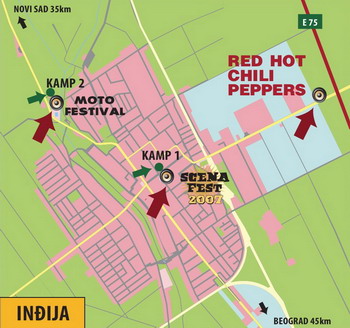 NOVI SAD 35km
E 75
RED HOT
CHILI
PEPPERS
KAMP 2
MOTO
FESTIVAL
KAMP 1
SCENA
FEST
2007
INĐIJA
BEOGRAD 45km